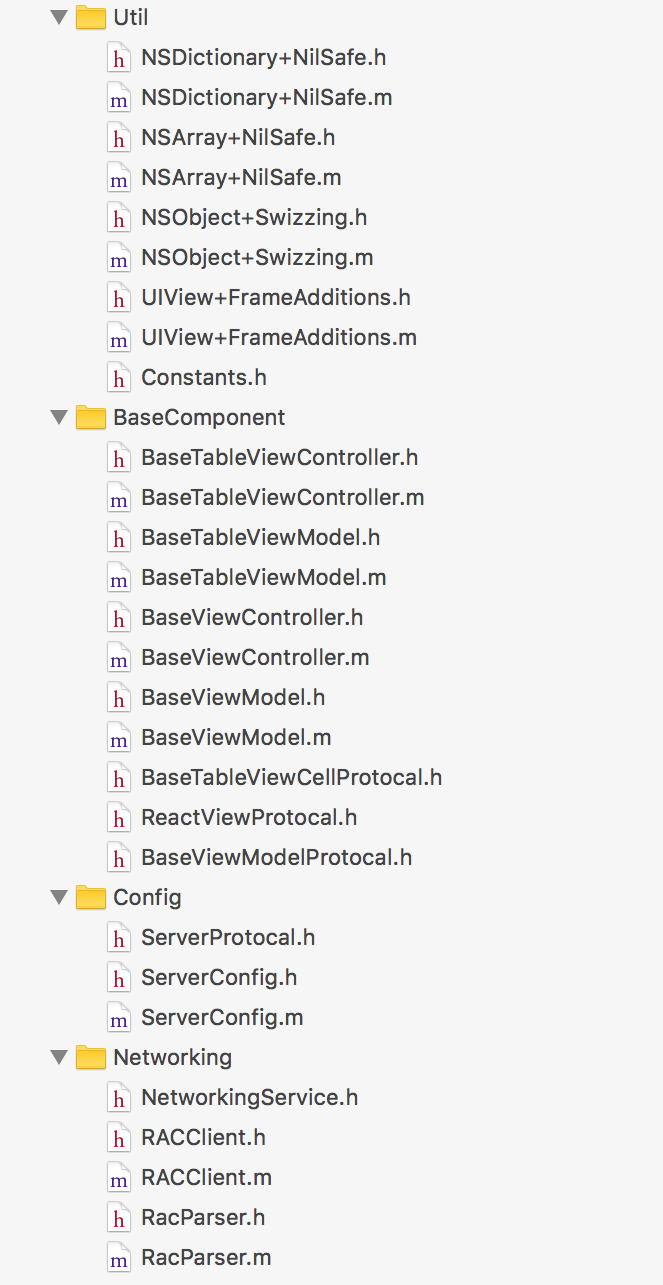 Util
h NSDictionary+NilSafe.h
m NSDictionary+NilSafe.m
h NSArray+NilSafe.h
m NSArray+NilSafe.m
h NSObject+Swizzing.h
m NSObject+Swizzing.m
h UIView+FrameAdditions.h
m UIView+FrameAdditions.m
h Constants.h
BaseComponent
h BaseTableViewController.h
m BaseTableViewController.m
h BaseTableViewModel.h
m BaseTableViewModel.m
h BaseViewController.h
m BaseViewController.m
h BaseViewModel.h
m BaseViewModel.m
h BaseTableViewCellProtocal.h
h ReactViewProtocal.h
h BaseViewModelProtocal.h
Config
h ServerProtocal.h
h ServerConfig.h
m ServerConfig.m
Networking
h NetworkingService.h
h RACClient.h
m RACClient.m
h RacParser.h
m RacParser.m